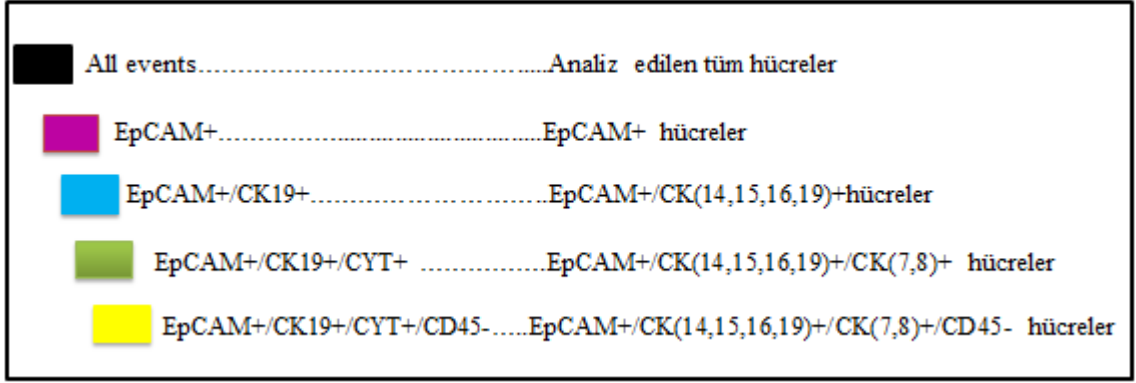 All events……………………………….....Analiz edilen tüm hücreler
EpCAM+……………..................................EpCAM+ hücreler
EpCAM+/CK19+……………………………..EpCAM+/CK(14,15,16,19)+hücreler
EpCAM+/CK19+/CYT+ ……………..EpCAM+/CK(14,15,16,19)+/CK(7,8)+ hücreler
EpCAM+/CK19+/CYT+/CD45-…..EpCAM+/CK(14,15,16,19)+/CK(7,8)+/CD45- hücreler